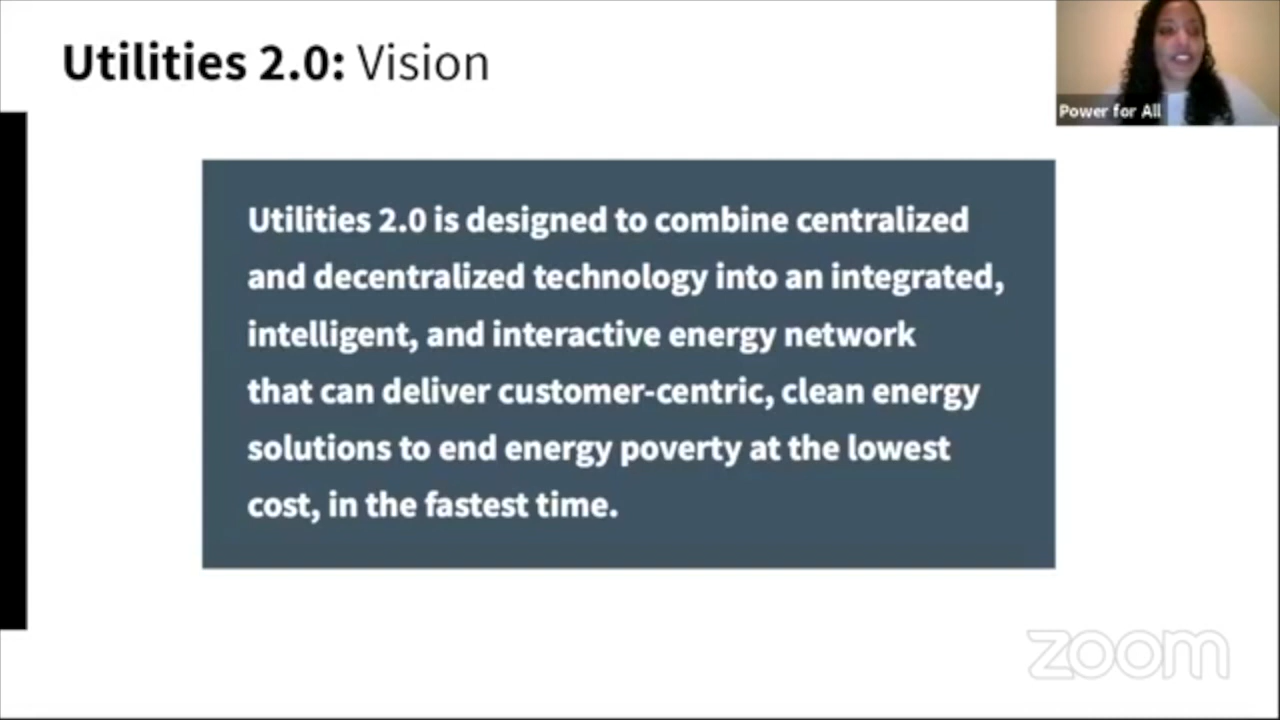 Utilities 2.0: Vision
Power for All
Utilities 2.0 is designed to combine centralized
and decentralized technology into an integrated,
intelligent, and interactive energy network
that can deliver customer-centric, clean energy
solutions to end energy poverty at the lowest
cost, in the fastest time.
zoom